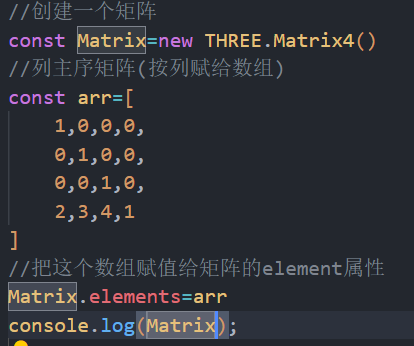 //创建一个矩阵
const Matrix=new THREE.Matrix4()
//列主序矩阵(按列赋给数组)
const arr=[
    1,0,0,0,
    0,1,0,0,
    0,0,1,0,
    2,3,4,1
]
//把这个数组赋值给矩阵的element属性
Matrix.elements=arr
console.log(Matrix);